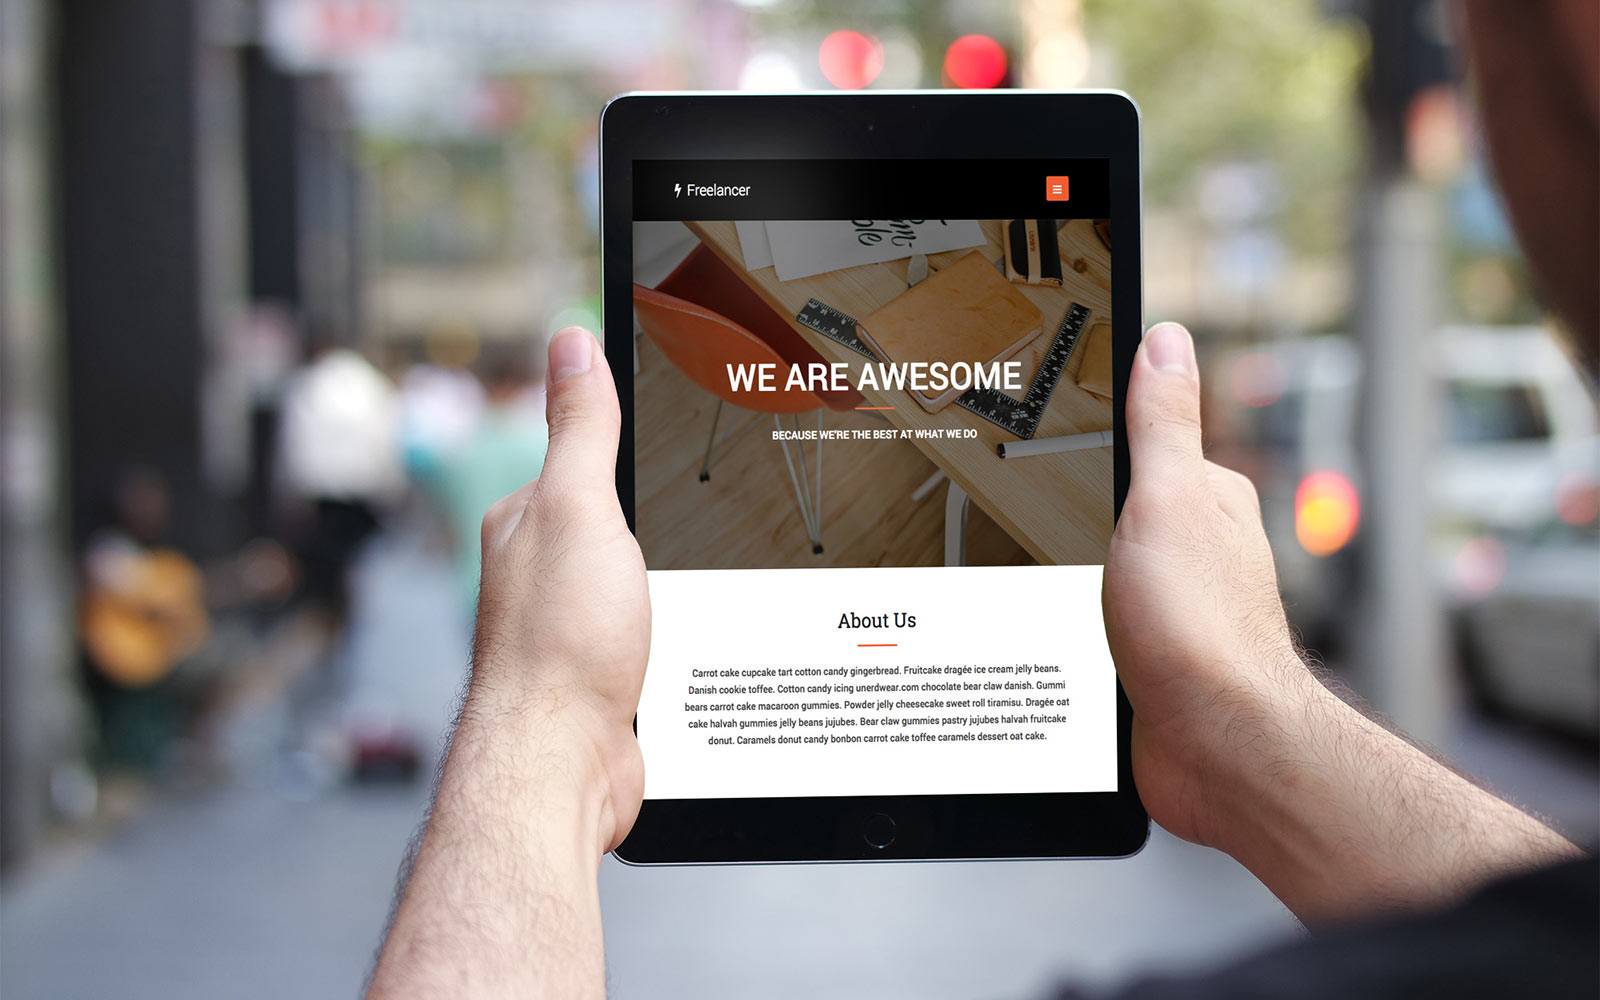 Freelancer
WE ARE AWESOME
BECAUSE WE'RE THE BEST AT WHAT WE DO
About Us
Carrot cake cupcake tart cotton candy gingerbread. Fruitcake dragée ice cream jelly beans.
Danish cookie toffee. Cotton candy icing unerdwear.com chocolate bear claw danish. Gummi
bears carrot cake macaroon gummies. Powder jelly cheesecake sweet roll tiramisu. Dragée oat
cake halvah gummies jelly beans jujubes. Bear claw gummies pastry jujubes halvah fruitcake
donut. Caramels donut candy bonbon carrot cake toffee caramels dessert oat cake.